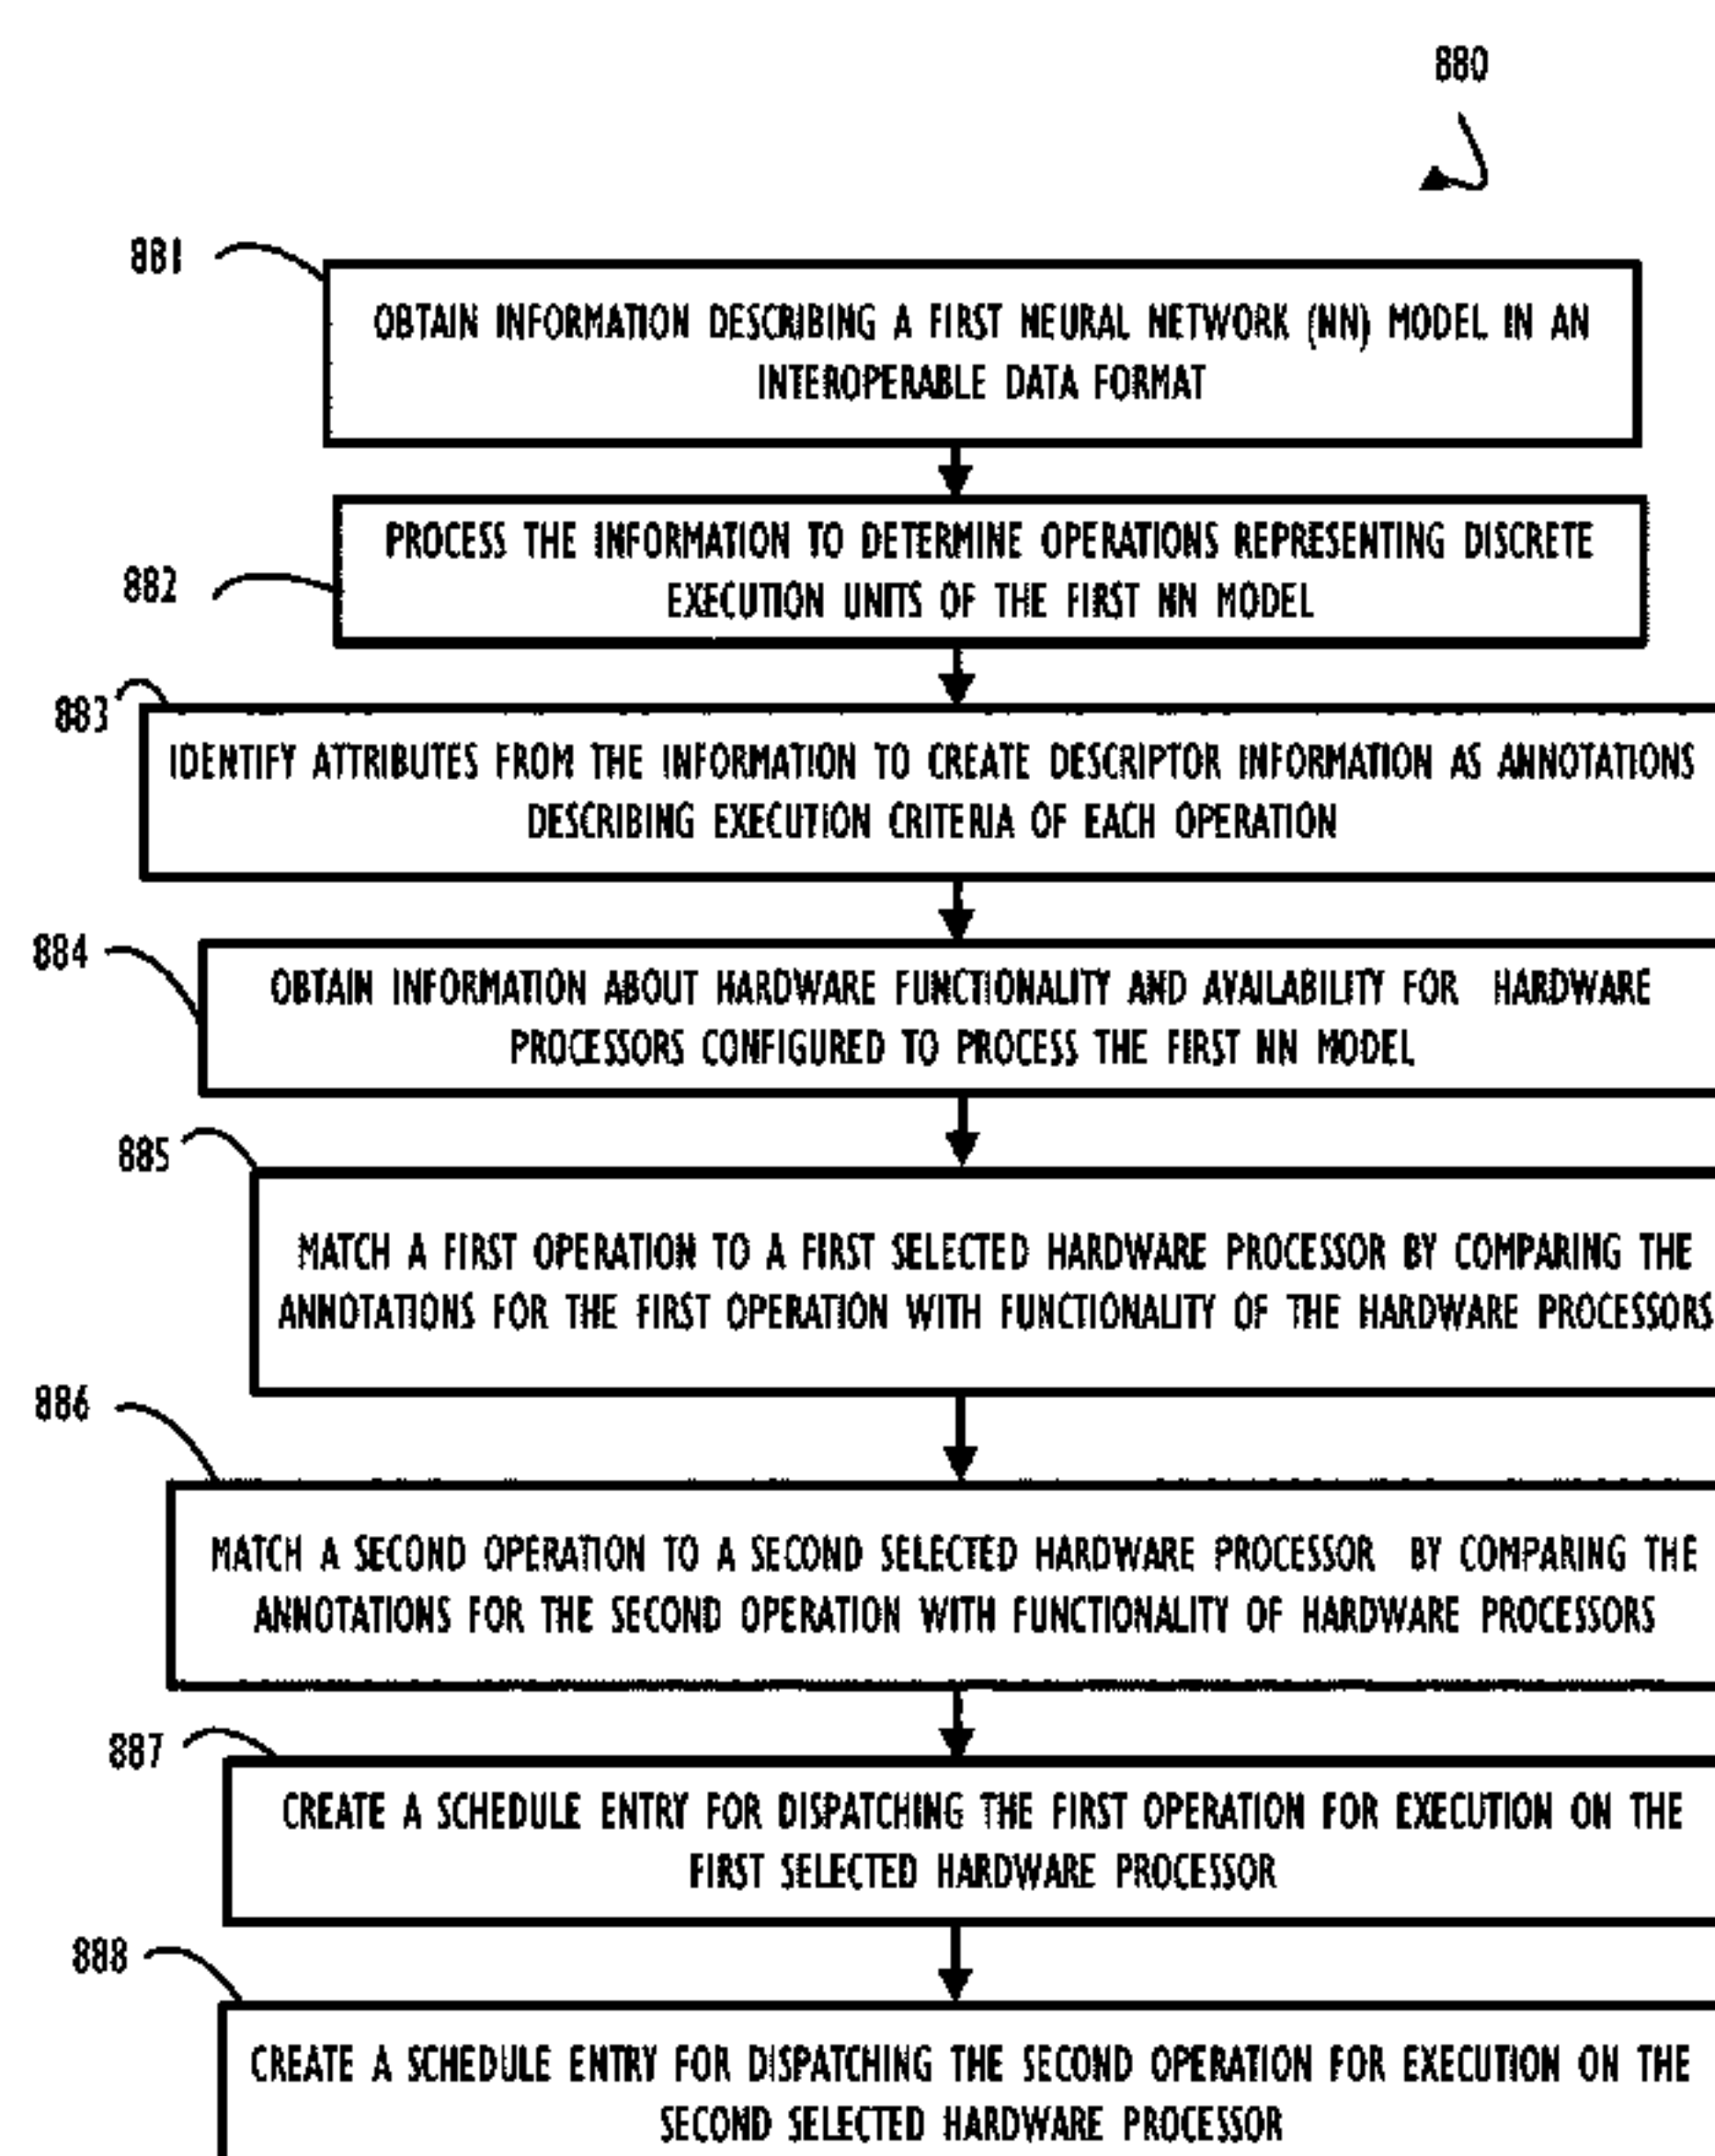 880
881
OBTAIN INFORMATION DESCRIBING A FIRST NEURAL NETWORK (NN) MODEL IN AN
INTEROPERABLE DATA FORMAT
882
PROCESS THE INFORMATION TO DETERMINE OPERATIONS REPRESENTING DISCRETE
EXECUTION UNITS OF THE FIRST NN MODEL
883
IDENTIFY ATTRIBUTES FROM THE INFORMATION TO CREATE DESCRIPTOR INFORMATION AS ANNOTATIONS
DESCRIBING EXECUTION CRITERIA OF EACH OPERATION
884
OBTAIN INFORMATION ABOUT HARDWARE FUNCTIONALITY AND AVAILABILITY FOR HARDWARE
PROCESSORS CONFIGURED TO PROCESS THE FIRST NN MODEL
885
MATCH A FIRST OPERATION TO A FIRST SELECTED HARDWARE PROCESSOR BY COMPARING THE
ANNOTATIONS FOR THE FIRST OPERATION WITH FUNCTIONALITY OF THE HARDWARE PROCESSORS
886
MATCH A SECOND OPERATION TO A SECOND SELECTED HARDWARE PROCESSOR BY COMPARING THE
ANNOTATIONS FOR THE SECOND OPERATION WITH FUNCTIONALITY OF HARDWARE PROCESSORS
887
CREATE A SCHEDULE ENTRY FOR DISPATCHING THE FIRST OPERATION FOR EXECUTION ON THE
FIRST SELECTED HARDWARE PROCESSOR
888
CREATE A SCHEDULE ENTRY FOR DISPATCHING THE SECOND OPERATION FOR EXECUTION ON THE
SECOND SELECTED HARDWARE PROCESSOR